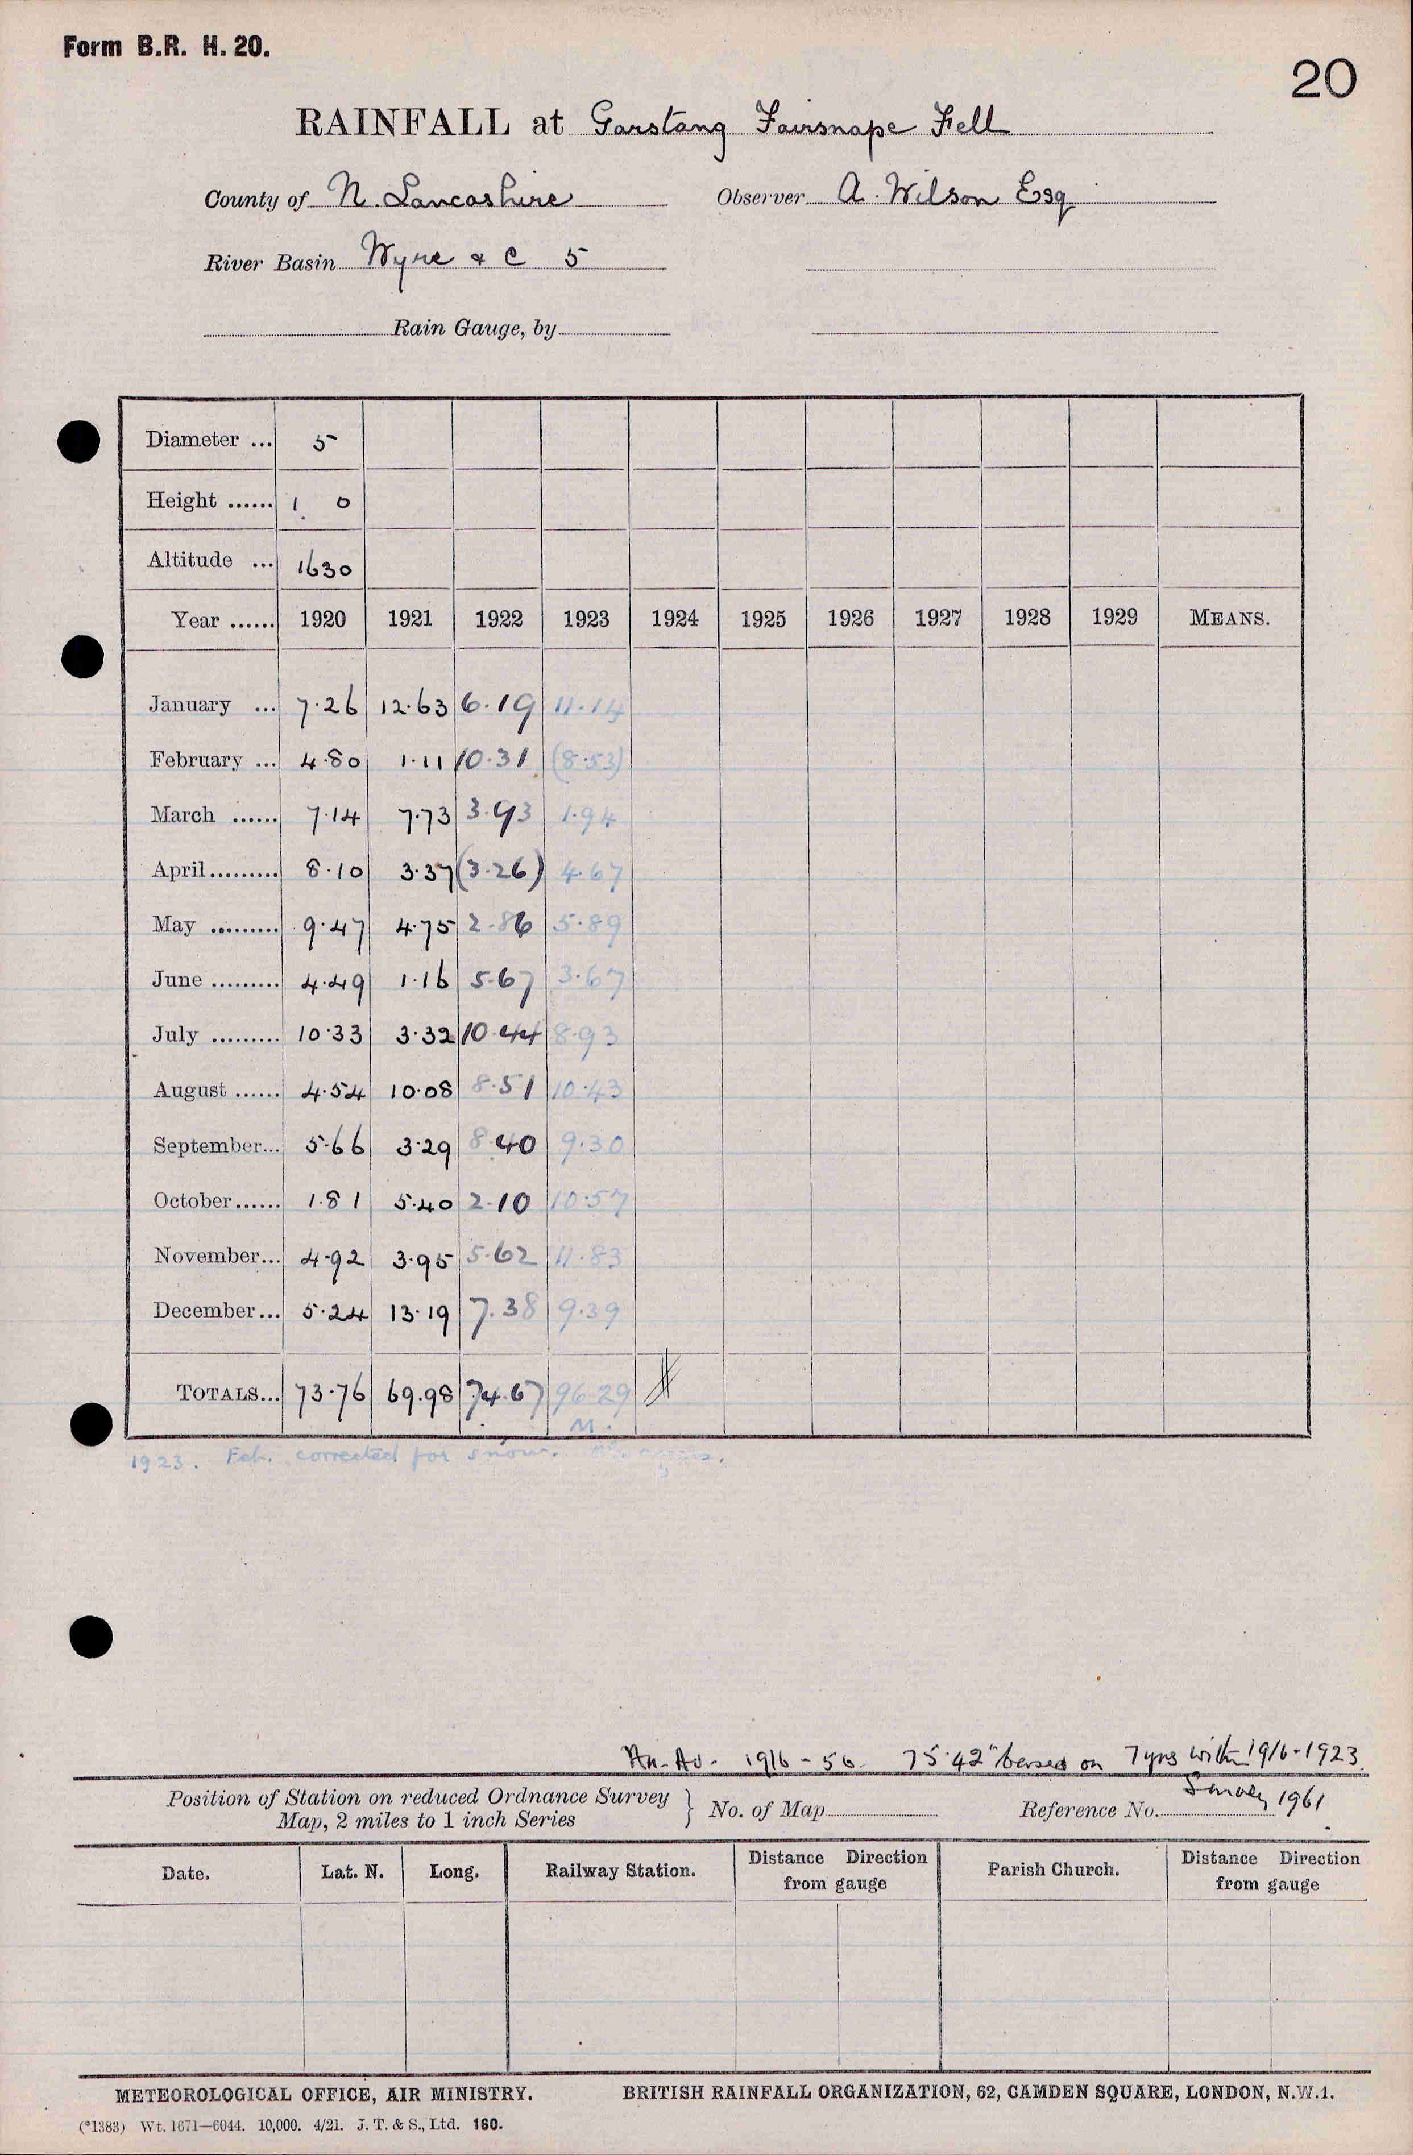 Form B.R. H. 20.
20
RAINFALL at Garstang Fairsnape Fell
County of N. Lancashire Observer A. Wilson Esq
River Basin Wyre & C 5
Rain Gauge, by
Diameter ... 5
Height ...... 1 0
Altitude ... 1630
Year ...... 1920 1921 1922 1923 1924 1925 1926 1927 1928 1929 MEANS.
January ... 7.26 12.63 6.19 11.14
February ... 4.80 1.11 10.31 (8.53)
March ...... 7.14 7.73 3.93 1.94
April......... 8.10 3.37 (3.26) 4.67
May ......... 9.47 4.75 2.86 5.89
June ......... 4.49 1.16 5.67 3.67
July ......... 10.33 3.32 10.44 8.93
August ...... 4.54 10.08 8.51 10.43
September... 5.66 3.29 8.40 9.30
October...... 1.81 5.40 2.10 10.57
November... 4.92 3.95 5.62 11.83
December... 5.24 13.19 7.38 9.39
TOTALS... 73.76 69.98 74.67 96.29
M.
1923. Feb. corrected for snow.
An. Av. 1916-50 75.42" based on 7 yrs within 1916-1923.
Position of Station on reduced Ordnance Survey Map, 2 miles to 1 inch Series } No. of Map Reference No. 1961
Date. Lat. N. Long. Railway Station. Distance Direction from gauge Parish Church. Distance Direction from gauge
METEOROLOGICAL OFFICE, AIR MINISTRY. BRITISH RAINFALL ORGANIZATION, 62, CAMDEN SQUARE, LONDON, N.W.1.
(*1383) Wt. 1671—6044. 10,000. 4/21. J. T. & S., Ltd. 160.